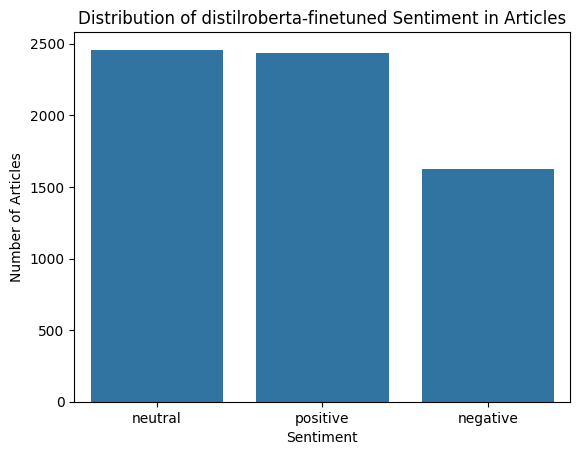 Distribution of distilroberta-finetuned Sentiment in Articles
Number of Articles
2500
2000
1500
1000
500
0
neutral positive negative
Sentiment